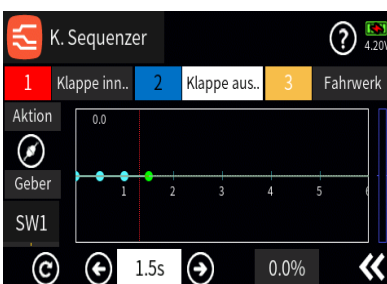 K. Sequenzer
?
4.20V
1 Klappe inn.. 2 Klappe aus.. 3 Fahrwerk
Aktion
0.0
Geber
1 2 3 4 5 6
SW1
1.5s 0.0%